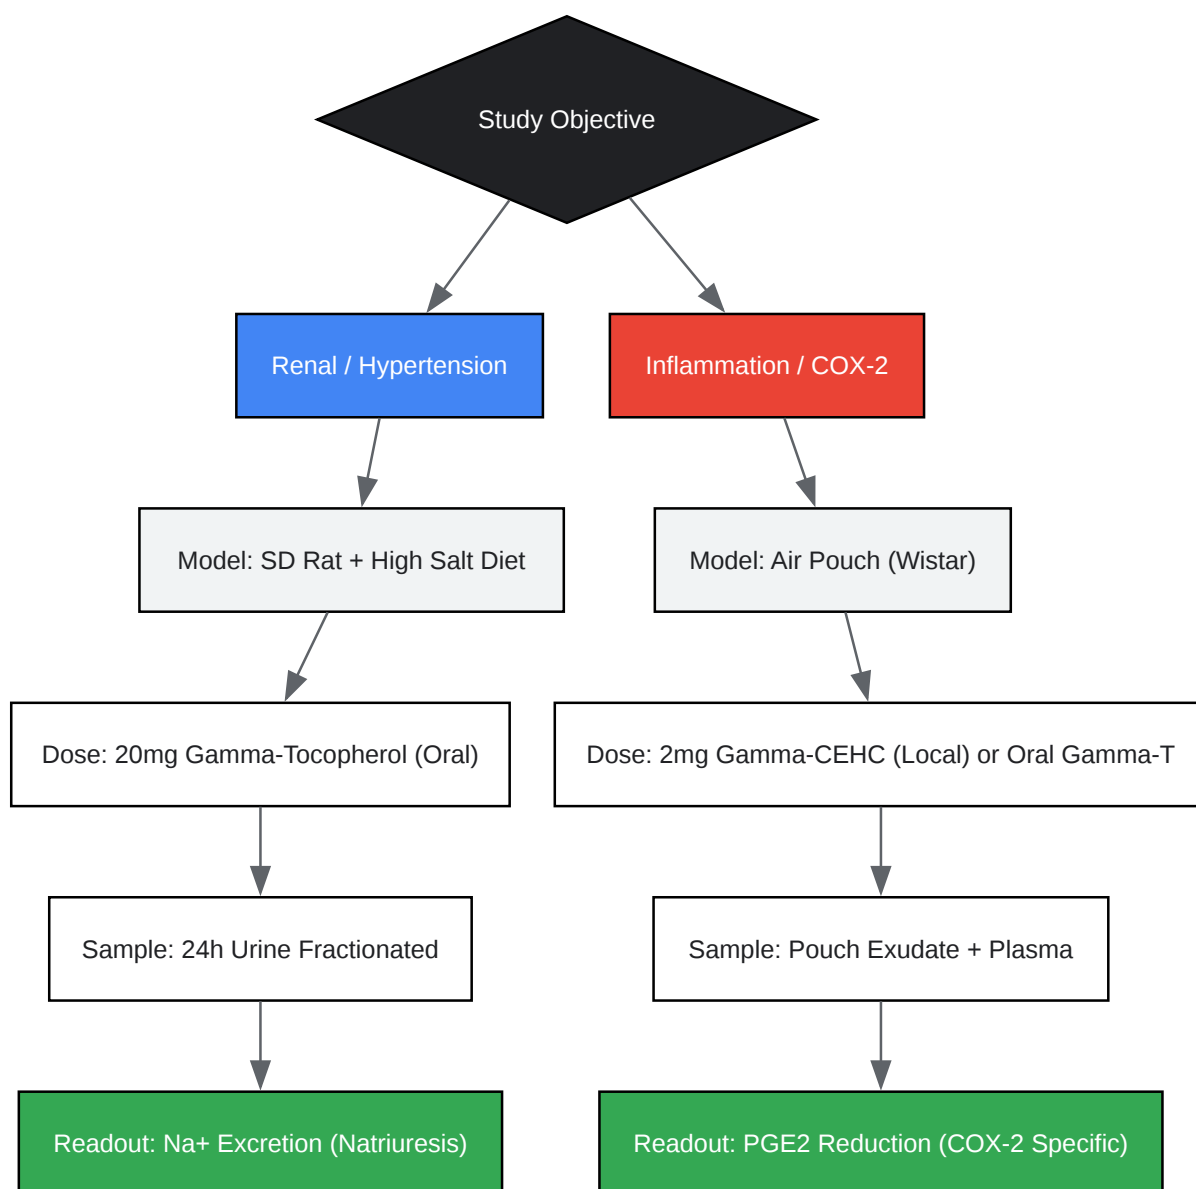 Study Objective
Renal / Hypertension
Inflammation / COX-2
Model: SD Rat + High Salt Diet
Model: Air Pouch (Wistar)
Dose: 20mg Gamma-Tocopherol (Oral)
Dose: 2mg Gamma-CEHC (Local) or Oral Gamma-T
Sample: 24h Urine Fractionated
Sample: Pouch Exudate + Plasma
Readout: Na+ Excretion (Natriuresis)
Readout: PGE2 Reduction (COX-2 Specific)